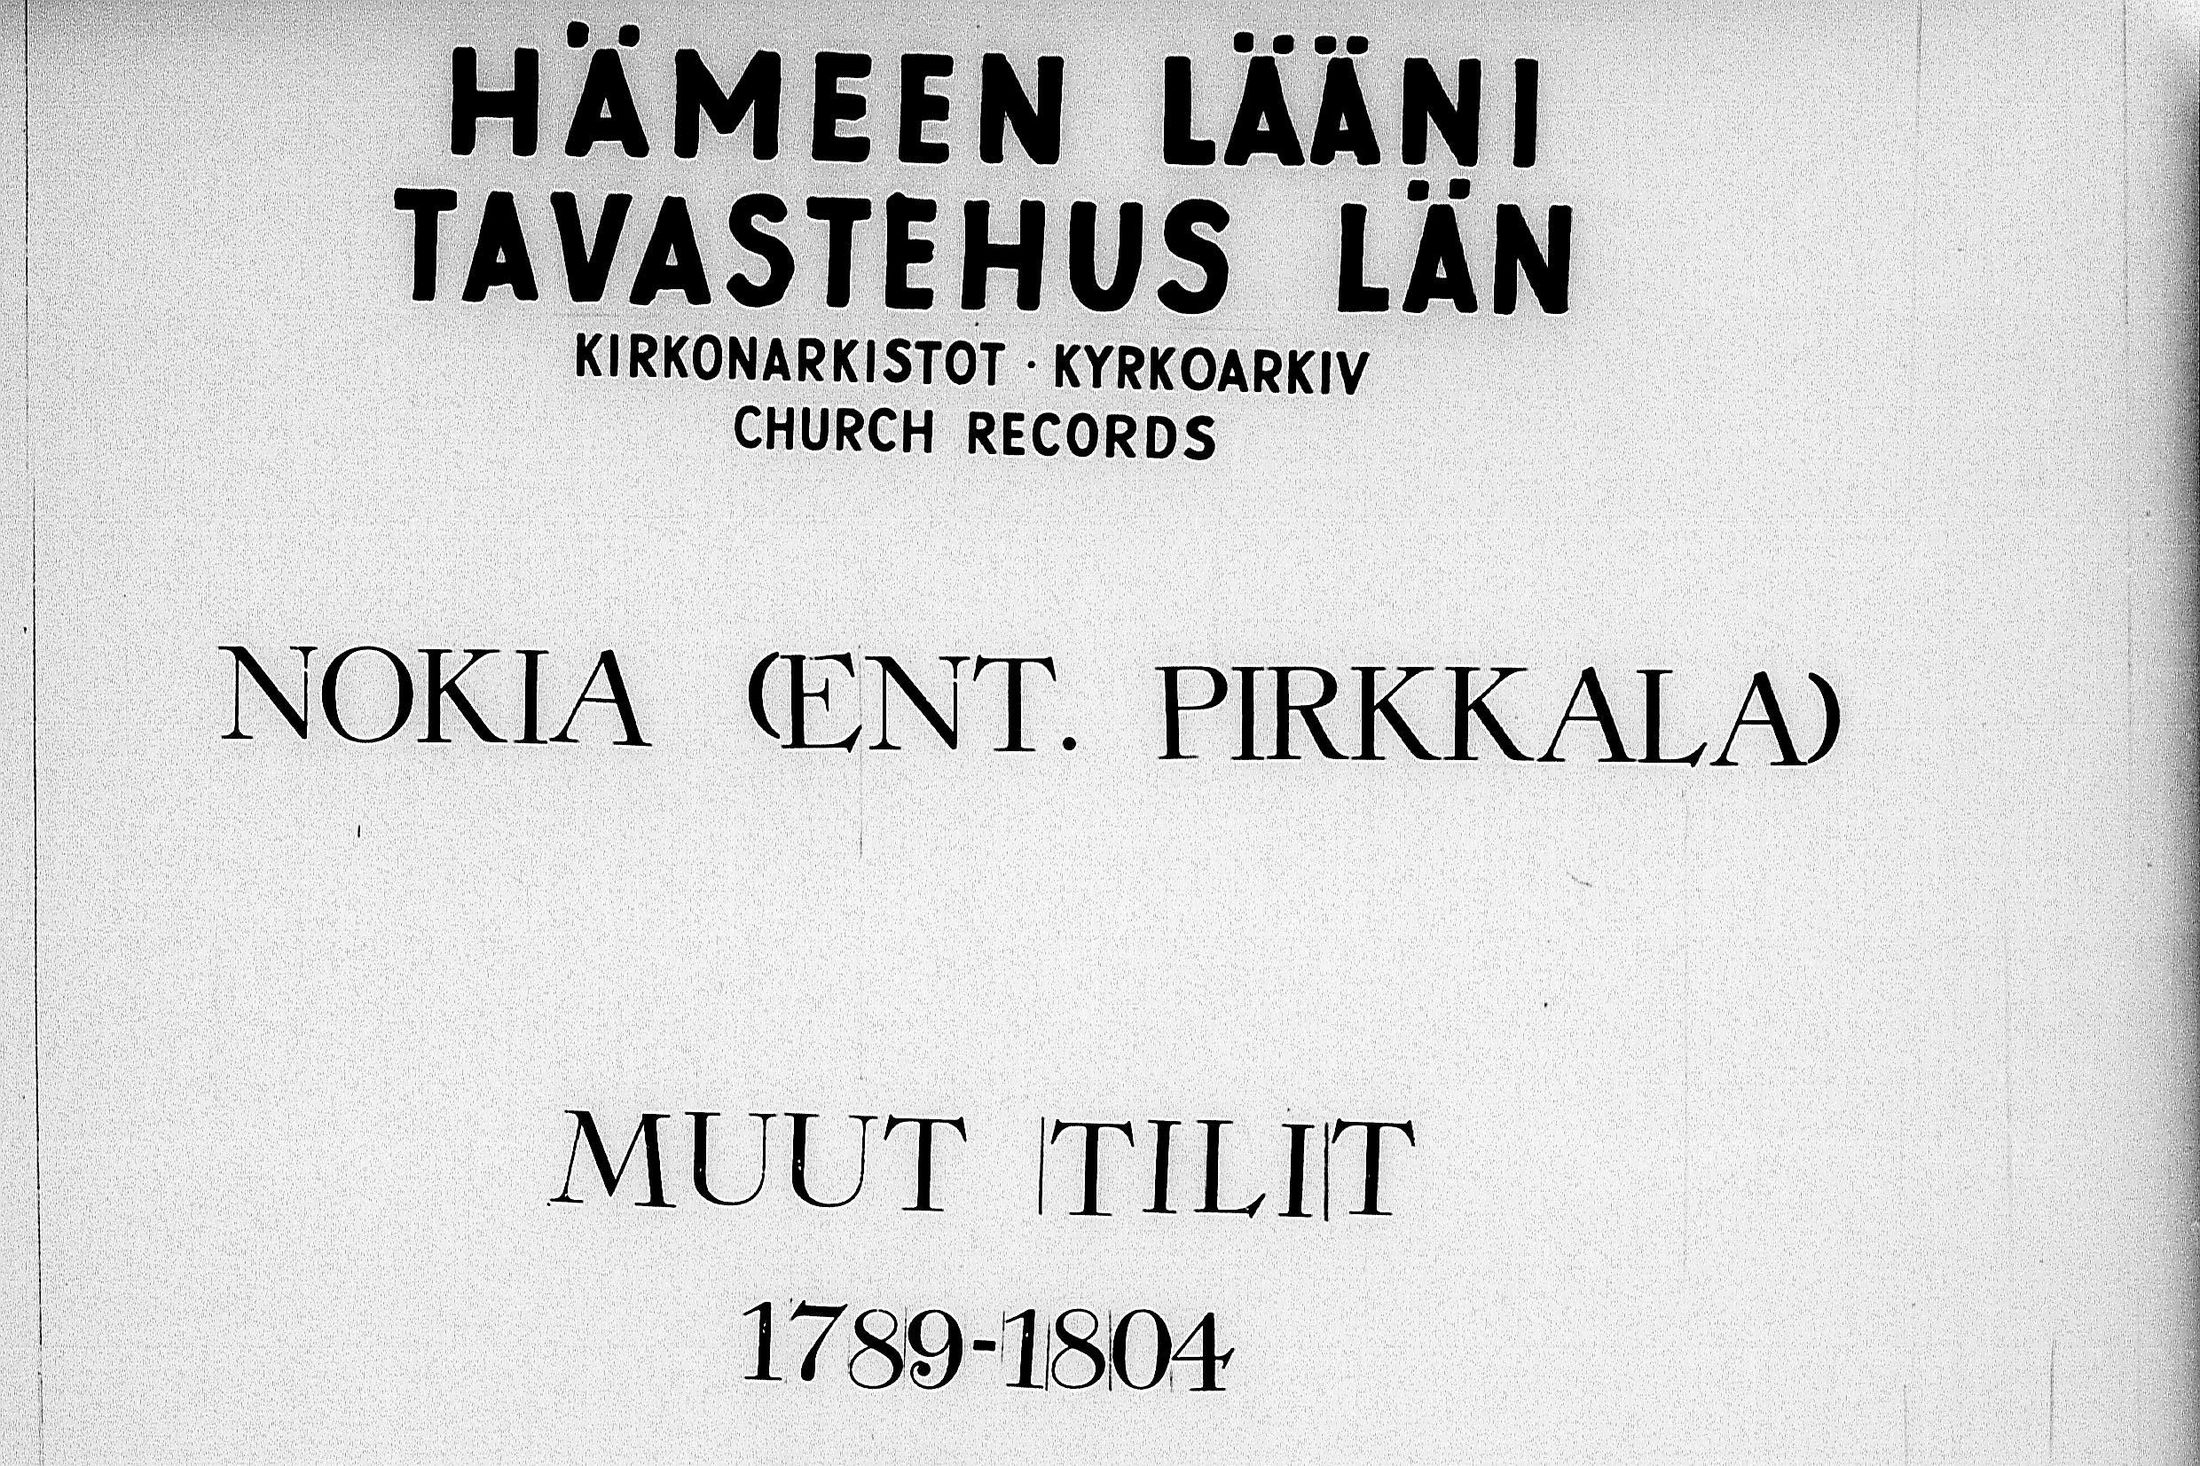 HÄMEEN LÄÄNI
TAVASTEHUS LÄN
KIRKONARKISTOT · KYRKOARKIV
CHURCH RECORDS
NOKIA (ENT. PIRKKALA)
MUUT TILIT
1789-1804